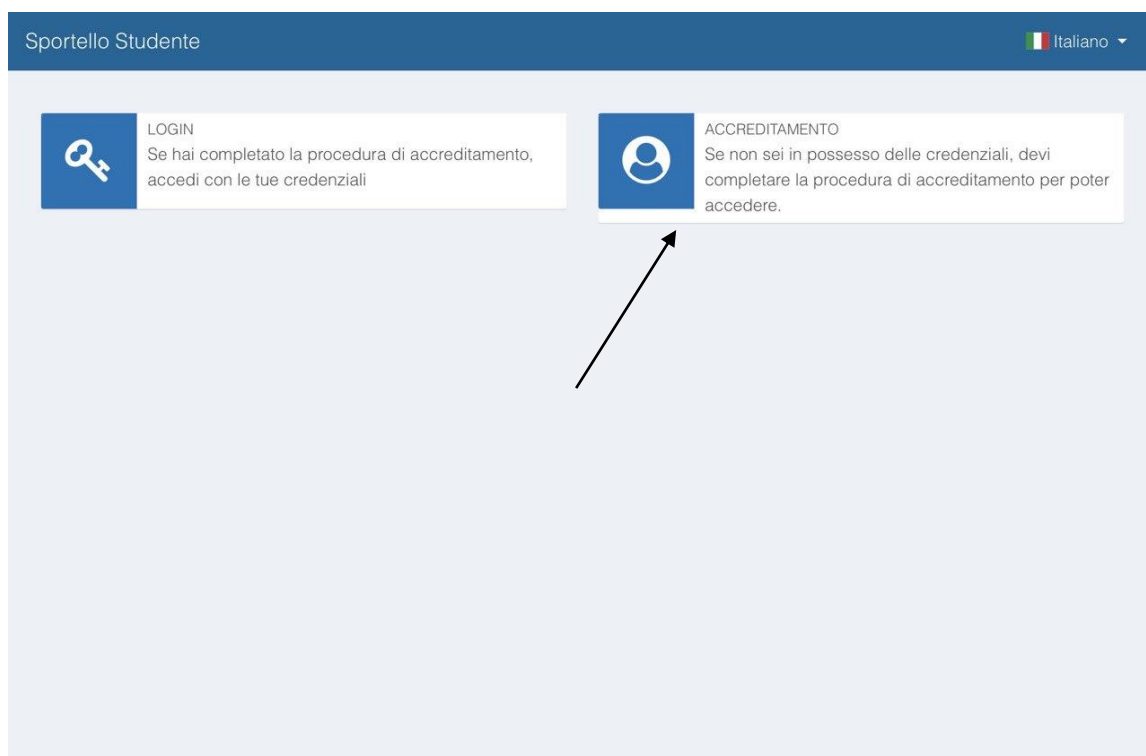 Sportello Studente
Italiano
LOGIN
Se hai completato la procedura di accreditamento,
accedi con le tue credenziali
ACCREDITAMENTO
Se non sei in possesso delle credenziali, devi
completare la procedura di accreditamento per poter
accedere.